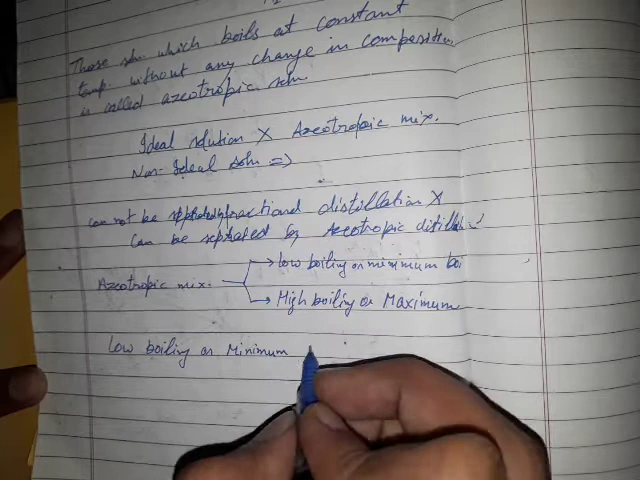 Those soln which boils at constant
temp. without any change in composition
is called azeotropic soln
Ideal solution X Azeotropic mix.
Non-Ideal soln =>
can not be fractional distillation X
Can be seprated by Azeotropic
Azeotropic mix. → low boiling or minimum boi
→ High boiling or Maximum
Low boiling or Minimum